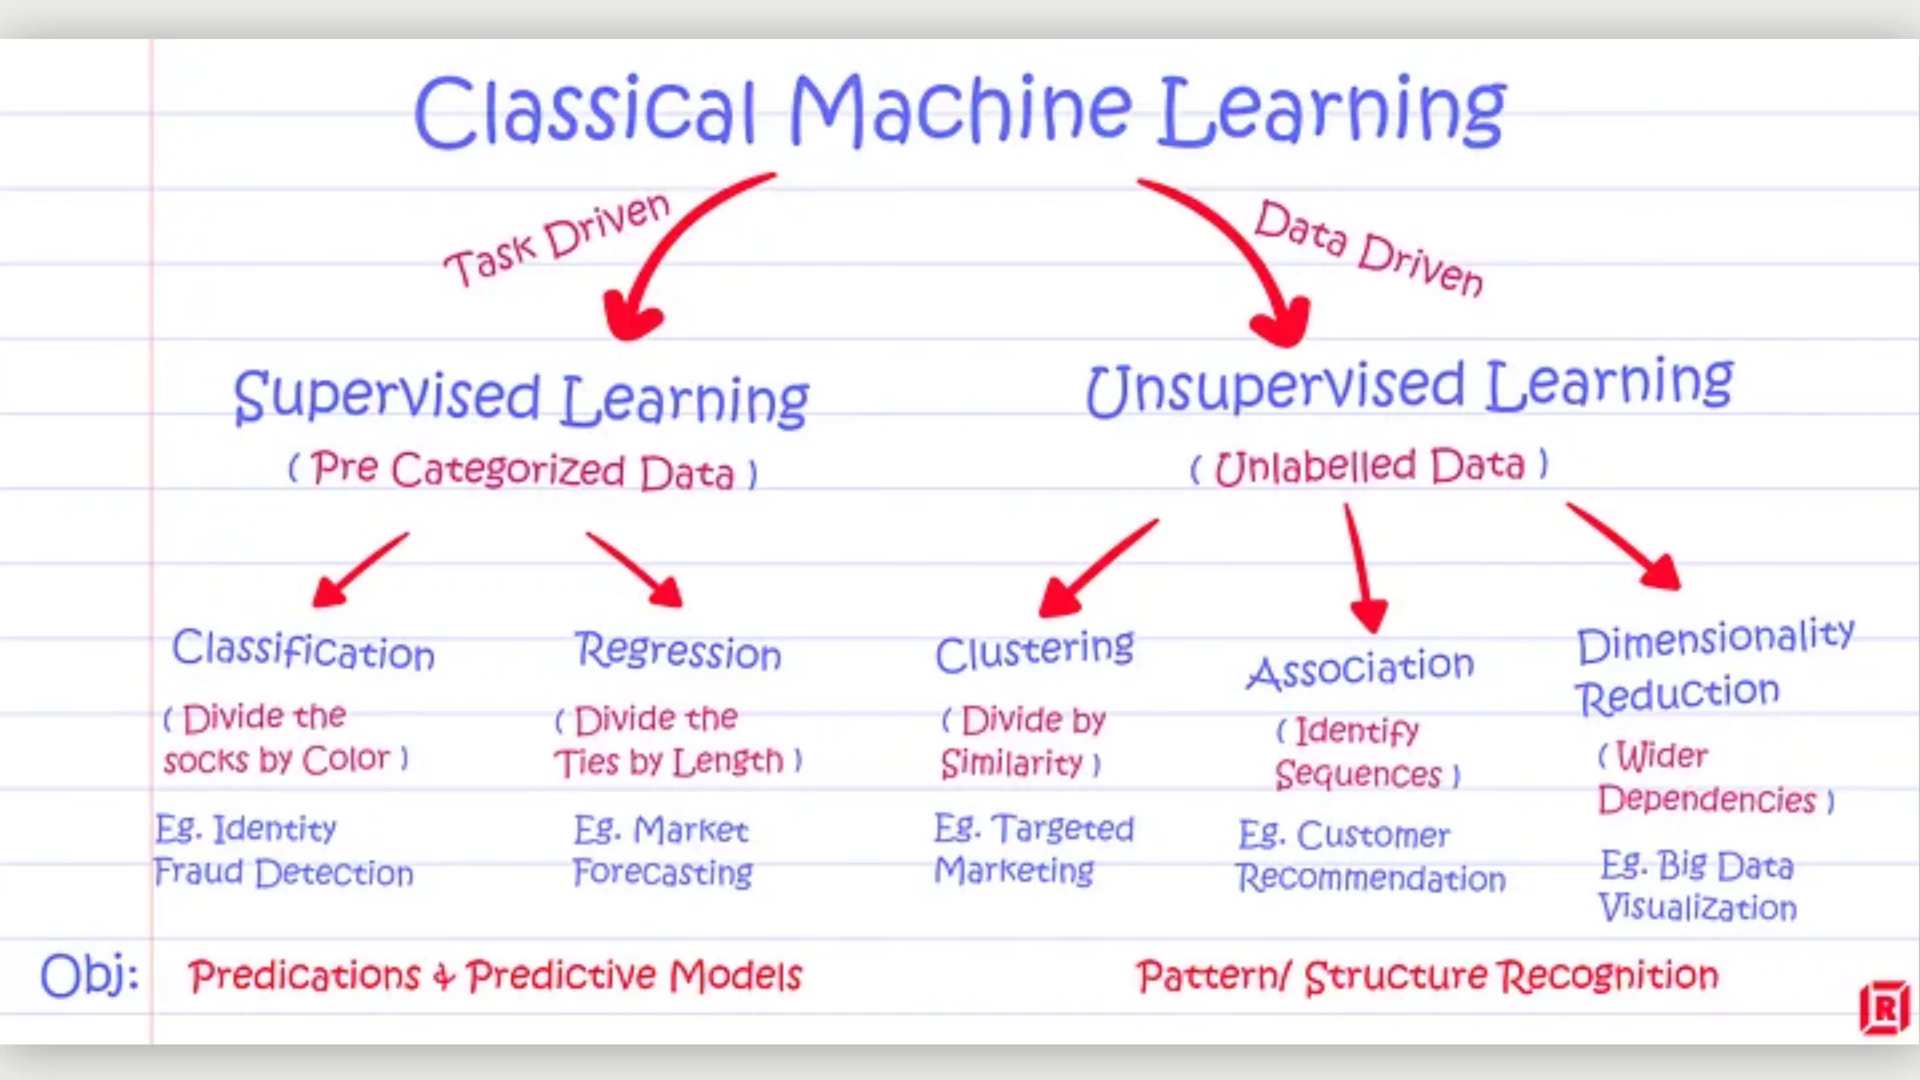 Classical Machine Learning
Task Driven
Data Driven
Supervised Learning
( Pre Categorized Data )
Unsupervised Learning
( Unlabelled Data )
Classification
( Divide the
socks by Color )
Eg. Identity
Fraud Detection
Regression
( Divide the
Ties by Length )
Eg. Market
Forecasting
Clustering
( Divide by
Similarity )
Eg. Targeted
Marketing
Association
( Identify
Sequences )
Eg. Customer
Recommendation
Dimensionality
Reduction
( Wider
Dependencies )
Eg. Big Data
Visualization
Obj: Predications & Predictive Models
Pattern/ Structure Recognition
R